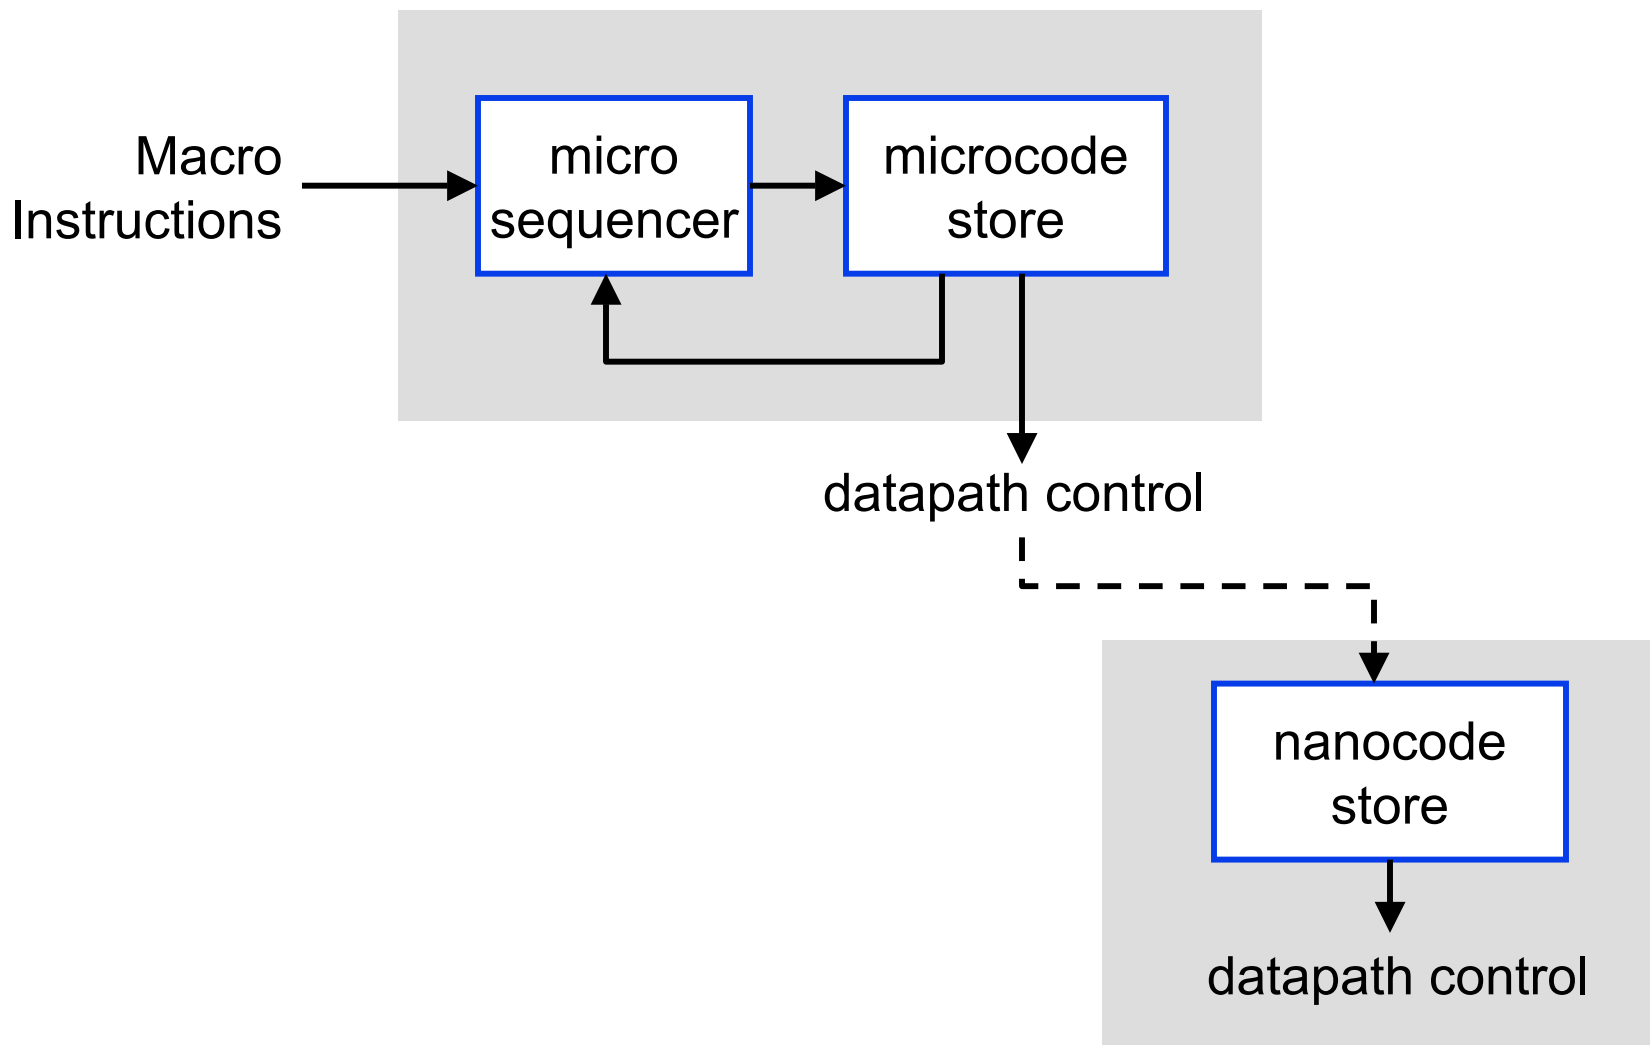 Macro
Instructions
micro
sequencer
microcode
store
datapath control
nanocode
store
datapath control